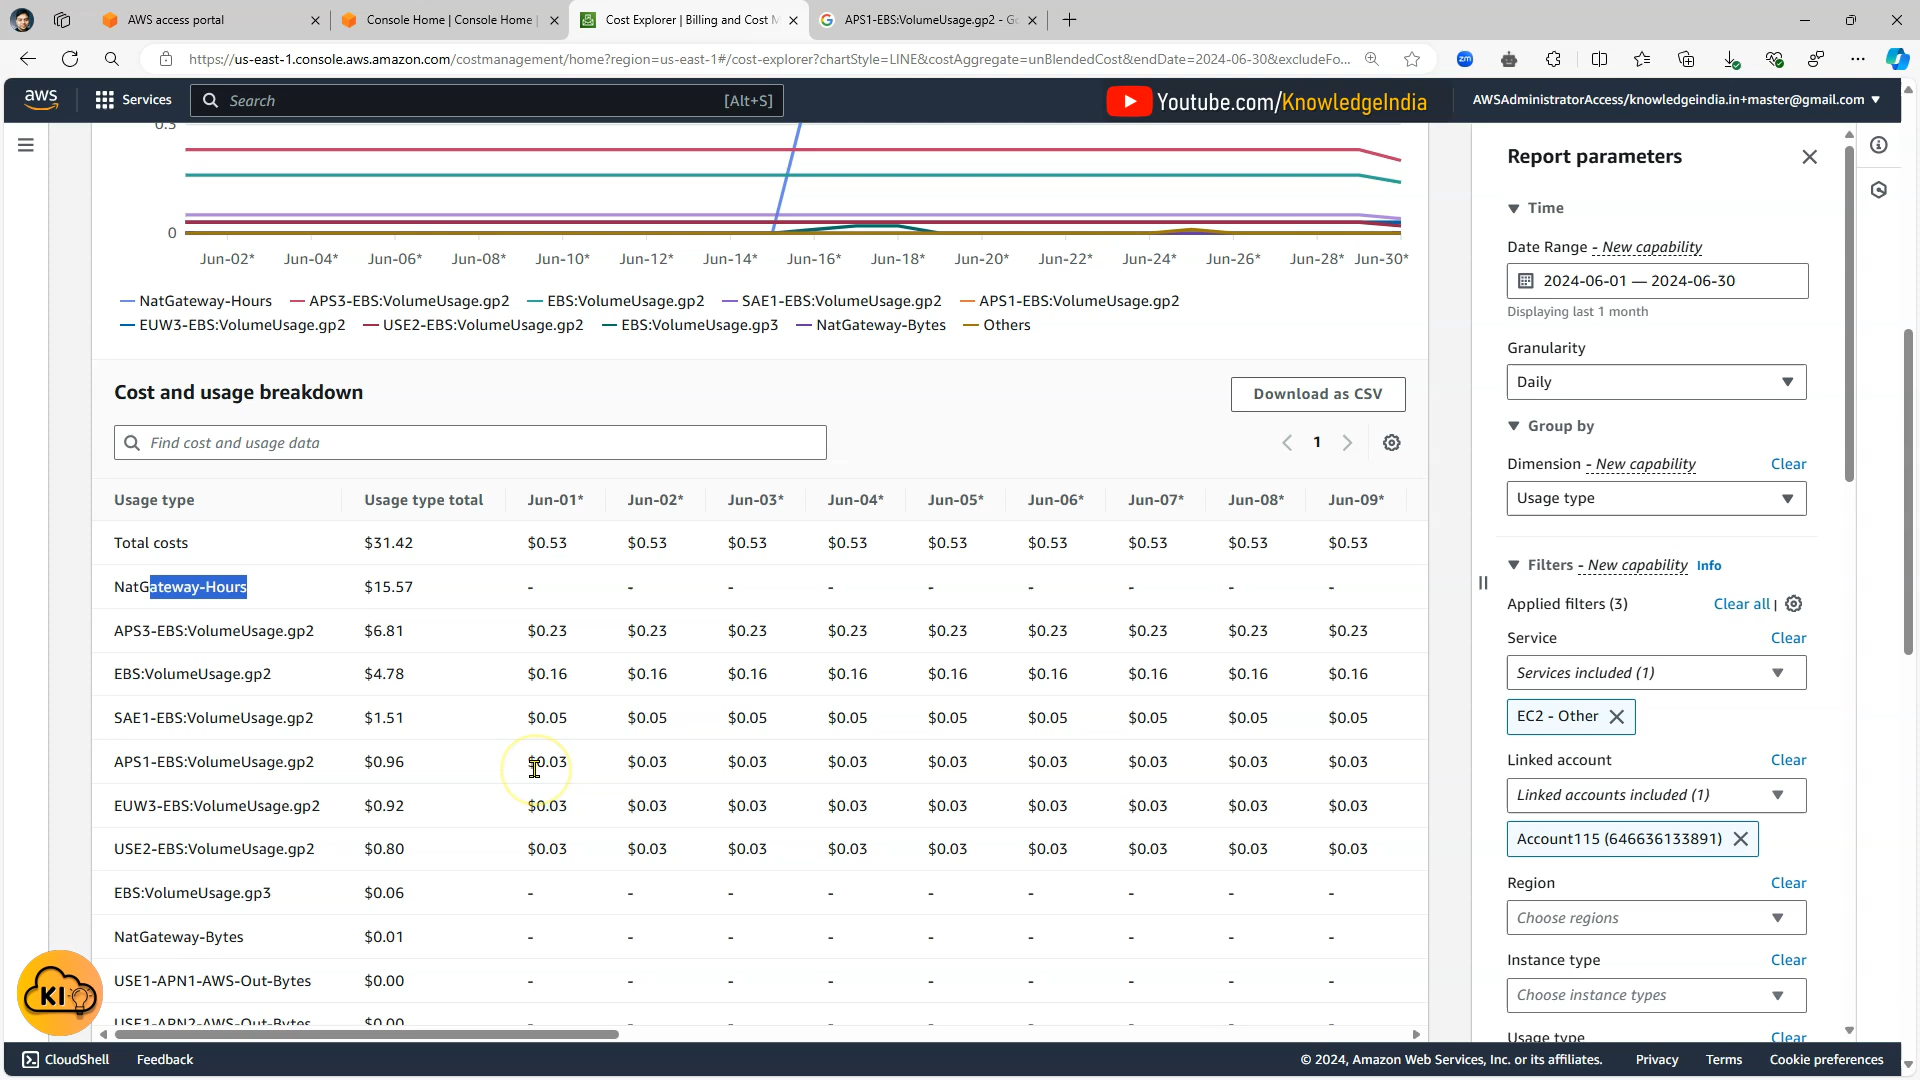 AWS access portal
Console Home | Console Home
Cost Explorer | Billing and Cost M
APS1-EBS:VolumeUsage.gp2 - G
https://us-east-1.console.aws.amazon.com/costmanagement/home?region=us-east-1#/cost-explorer?chartStyle=LINE&costAggregate=unBlendedCost&endDate=2024-06-30&excludeFo...
aws
Services
Search
[Alt+S]
Youtube.com/KnowledgeIndia
AWSAdministratorAccess/knowledgeindia.in+master@gmail.com
0.3
0
Jun-02* Jun-04* Jun-06* Jun-08* Jun-10* Jun-12* Jun-14* Jun-16* Jun-18* Jun-20* Jun-22* Jun-24* Jun-26* Jun-28* Jun-30*
NatGateway-Hours APS3-EBS:VolumeUsage.gp2 EBS:VolumeUsage.gp2 SAE1-EBS:VolumeUsage.gp2 APS1-EBS:VolumeUsage.gp2
EUW3-EBS:VolumeUsage.gp2 USE2-EBS:VolumeUsage.gp2 EBS:VolumeUsage.gp3 NatGateway-Bytes Others
Cost and usage breakdown
Download as CSV
Find cost and usage data
1
Usage type Usage type total Jun-01* Jun-02* Jun-03* Jun-04* Jun-05* Jun-06* Jun-07* Jun-08* Jun-09*
Total costs $31.42 $0.53 $0.53 $0.53 $0.53 $0.53 $0.53 $0.53 $0.53 $0.53
NatGateway-Hours $15.57 - - - - - - - - -
APS3-EBS:VolumeUsage.gp2 $6.81 $0.23 $0.23 $0.23 $0.23 $0.23 $0.23 $0.23 $0.23 $0.23
EBS:VolumeUsage.gp2 $4.78 $0.16 $0.16 $0.16 $0.16 $0.16 $0.16 $0.16 $0.16 $0.16
SAE1-EBS:VolumeUsage.gp2 $1.51 $0.05 $0.05 $0.05 $0.05 $0.05 $0.05 $0.05 $0.05 $0.05
APS1-EBS:VolumeUsage.gp2 $0.96 $0.03 $0.03 $0.03 $0.03 $0.03 $0.03 $0.03 $0.03 $0.03
EUW3-EBS:VolumeUsage.gp2 $0.92 $0.03 $0.03 $0.03 $0.03 $0.03 $0.03 $0.03 $0.03 $0.03
USE2-EBS:VolumeUsage.gp2 $0.80 $0.03 $0.03 $0.03 $0.03 $0.03 $0.03 $0.03 $0.03 $0.03
EBS:VolumeUsage.gp3 $0.06 - - - - - - - - -
NatGateway-Bytes $0.01 - - - - - - - - -
USE1-APN1-AWS-Out-Bytes $0.00 - - - - - - - - -
USE1-APN2-AWS-Out-Bytes $0.00
Report parameters
Time
Date Range - New capability
2024-06-01 — 2024-06-30
Displaying last 1 month
Granularity
Daily
Group by
Dimension - New capability Clear
Usage type
Filters - New capability Info
Applied filters (3) Clear all |
Service Clear
Services included (1)
EC2 - Other
Linked account Clear
Linked accounts included (1)
Account115 (646636133891)
Region Clear
Choose regions
Instance type Clear
Choose instance types
Usage type Clear
KI
CloudShell Feedback
© 2024, Amazon Web Services, Inc. or its affiliates. Privacy Terms Cookie preferences